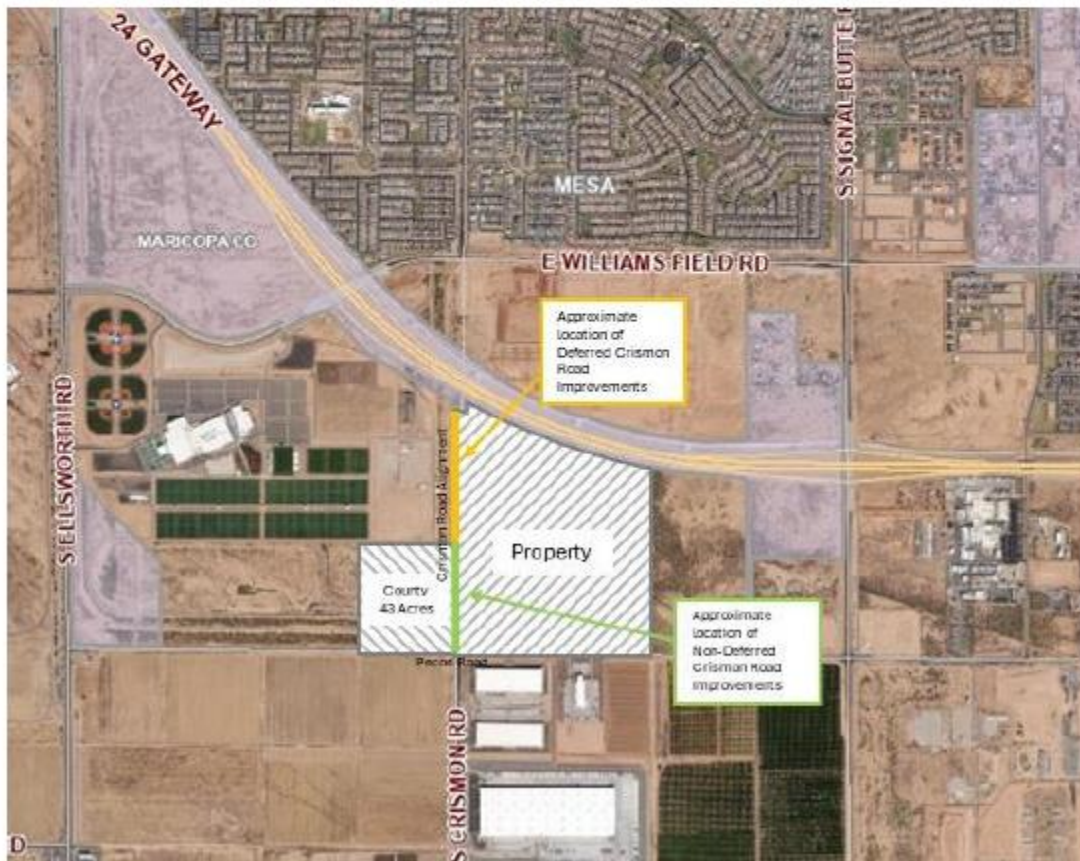 24 GATEWAY
S SIGNAL BUTTE R
MESA
MARICOPA CO
E WILLIAMS FIELD RD
Approximate
location of
Deferred Crismon
Road
Improvements
S ELLSWORTH RD
Crismon Road Alignment
Property
County
43 Acres
Approximate
location of
Non-Deferred
Crismon Road
Improvements
Pecos Road
S CRISMON RD
D